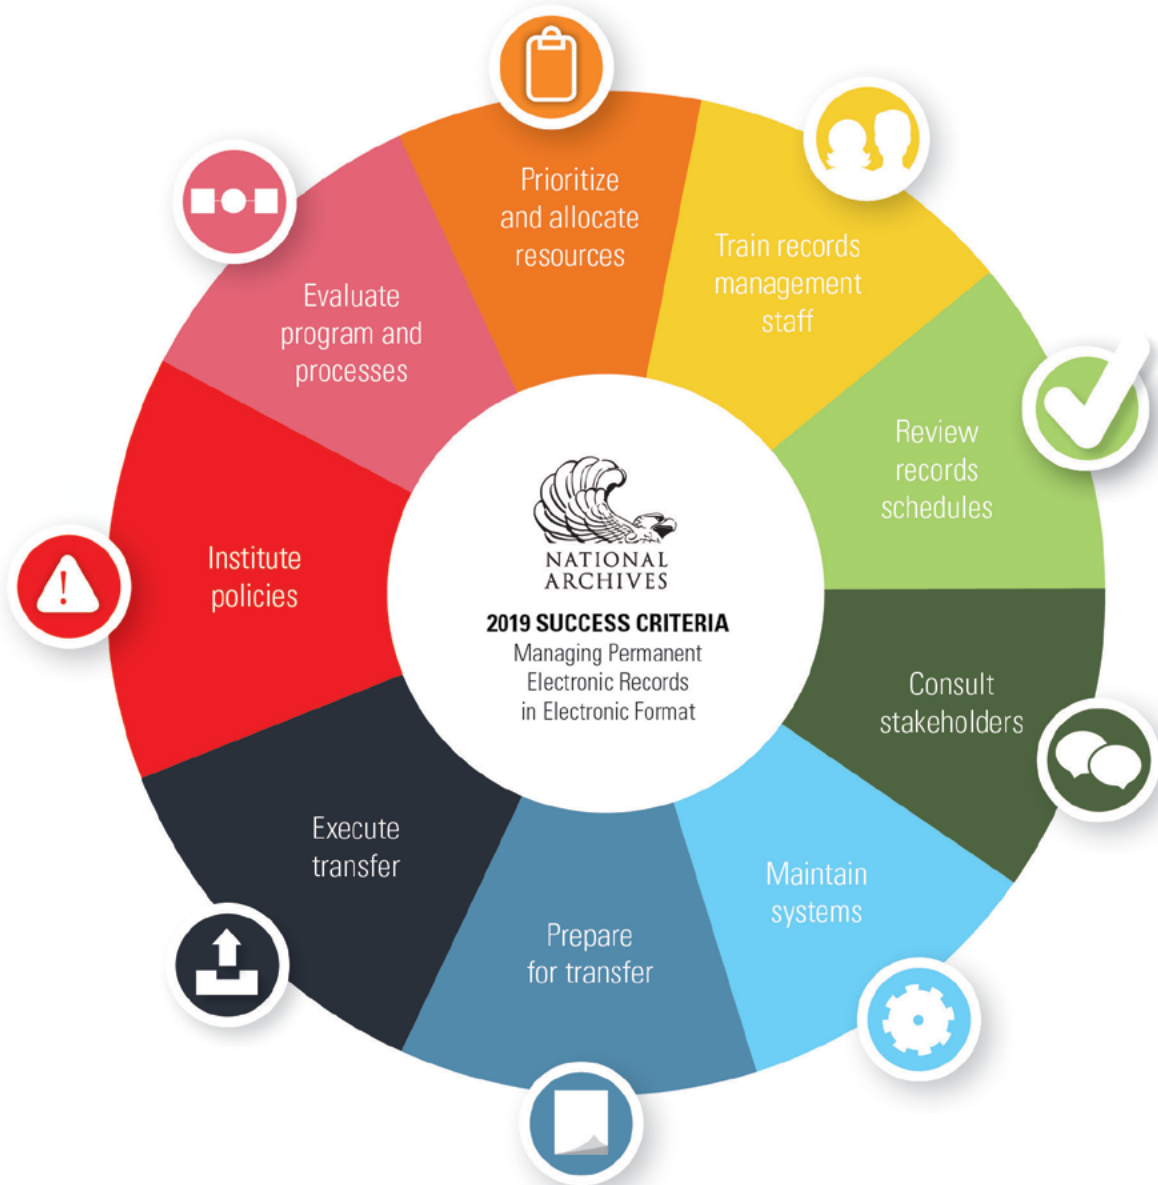 Prioritize
and allocate
resources
Train records
management
staff
Review
records
schedules
Consult
stakeholders
Maintain
systems
Prepare
for transfer
Execute
transfer
Institute
policies
!
Evaluate
program and
processes
NATIONAL
ARCHIVES
2019 SUCCESS CRITERIA
Managing Permanent
Electronic Records
in Electronic Format